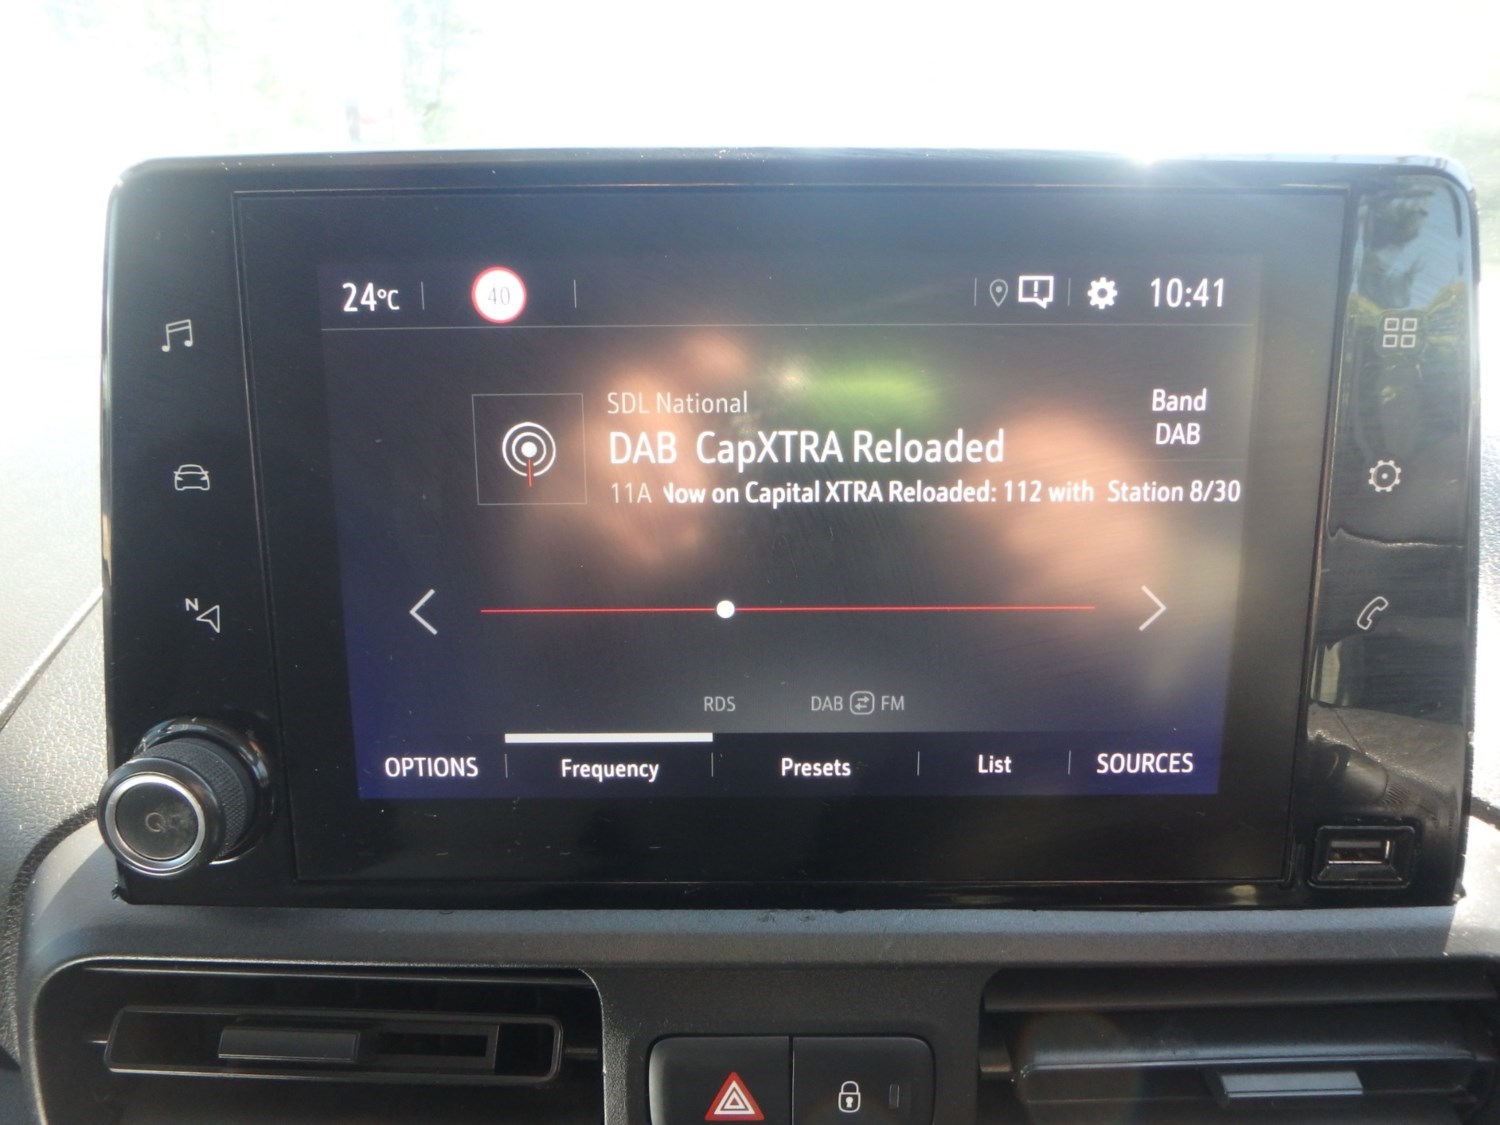 24°C 40 10:41
SDL National
Band
DAB CapXTRA Reloaded
DAB
11A Now on Capital XTRA Reloaded: 112 with Station 8/30
N
RDS DAB FM
OPTIONS Frequency Presets List SOURCES